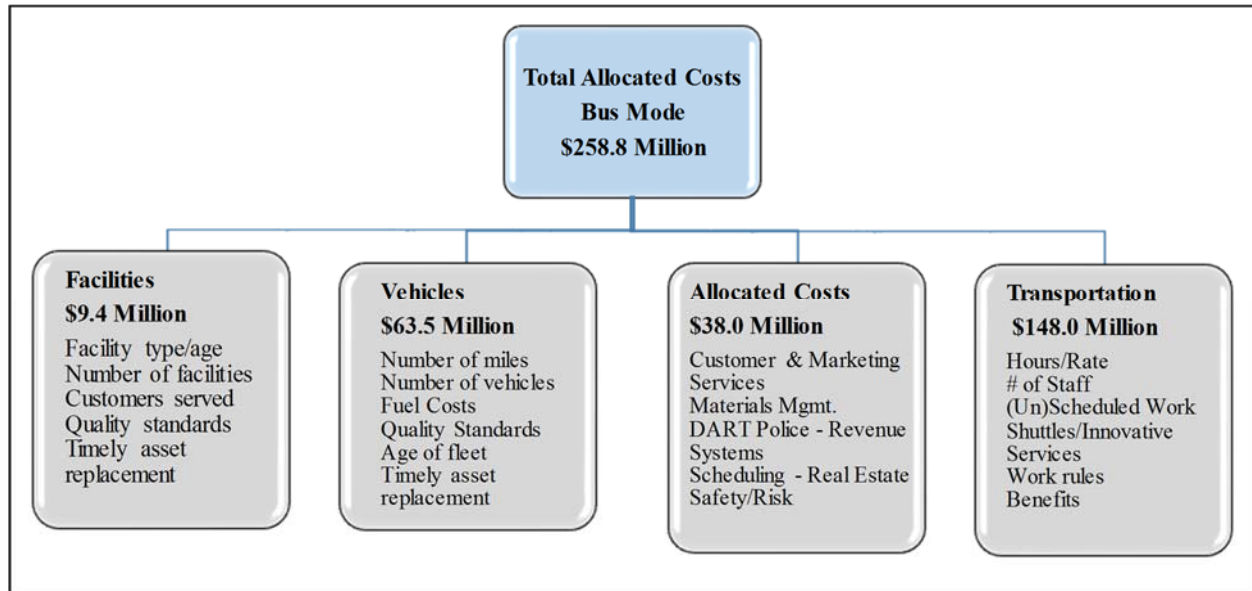 Total Allocated Costs
Bus Mode
$258.8 Million
Facilities
$9.4 Million
Facility type/age
Number of facilities
Customers served
Quality standards
Timely asset
replacement
Vehicles
$63.5 Million
Number of miles
Number of vehicles
Fuel Costs
Quality Standards
Age of fleet
Timely asset
replacement
Allocated Costs
$38.0 Million
Customer & Marketing
Services
Materials Mgmt.
DART Police - Revenue
Systems
Scheduling - Real Estate
Safety/Risk
Transportation
$148.0 Million
Hours/Rate
# of Staff
(Un)Scheduled Work
Shuttles/Innovative
Services
Work rules
Benefits